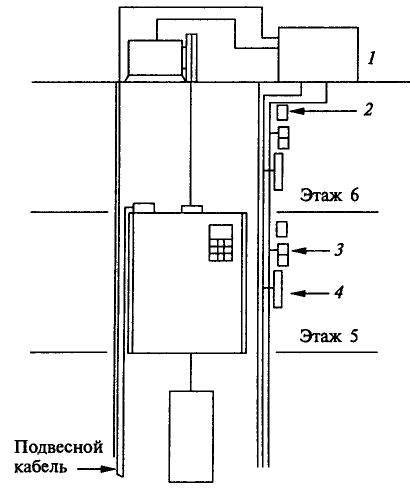 1
2
Этаж 6
3
4
Этаж 5
Подвесной
кабель